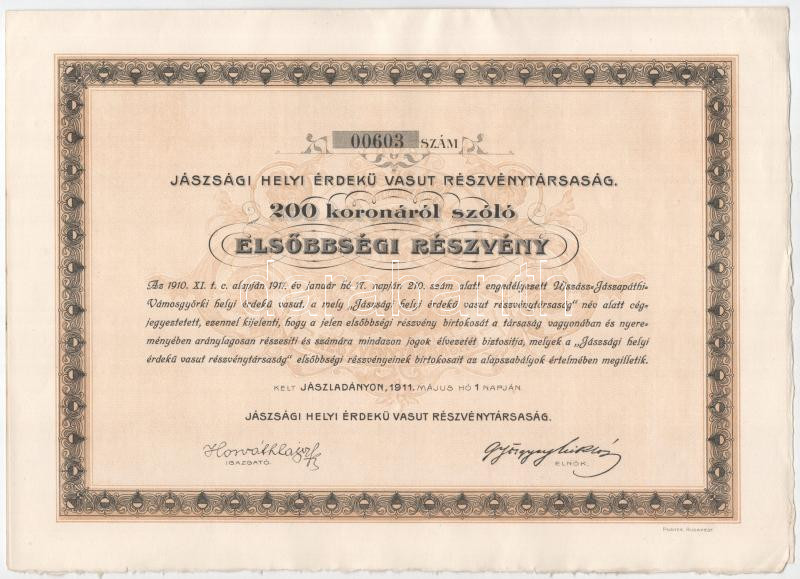 00603 SZÁM
JÁSZSÁGI HELYI ÉRDEKŰ VASUT RÉSZVÉNYTÁRSASÁG.
200 koronáról szóló
ELSŐBBSÉGI RÉSZVÉNY
Az 1910. XI. t. c. alapján 1911. év január hó 17. napján 210. szám alatt engedélyezett Ujszász-Jászapáthi-
Vámosgyörki helyi érdekű vasut, a mely „Jászsági helyi érdekű vasut részvénytársaság" név alatt cég-
jegyeztetett, ezennel kijelenti, hogy a jelen elsőbbségi részvény birtokosát a társaság vagyonában és nyere-
ményében aránylagosan részesiti és számára mindazon jogok élvezetét biztositja, melyek a „Jászsági helyi
érdekű vasut részvénytársaság" elsőbbségi részvényeinek birtokosait az alapszabályok értelmében megilletik.
KELT JÁSZLADÁNYON, 1911. MÁJUS HÓ 1 NAPJÁN.
JÁSZSÁGI HELYI ÉRDEKŰ VASUT RÉSZVÉNYTÁRSASÁG.
IGAZGATÓ. ELNÖK.
BUDAPEST